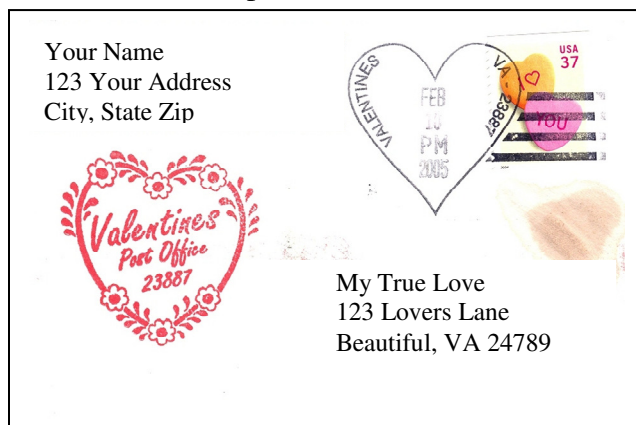 Your Name
123 Your Address
City, State Zip
VALENTINES
VA - 23887
FEB
10
PM
2005
USA
37
I
YOU
Valentines
Post Office
23887
My True Love
123 Lovers Lane
Beautiful, VA 24789